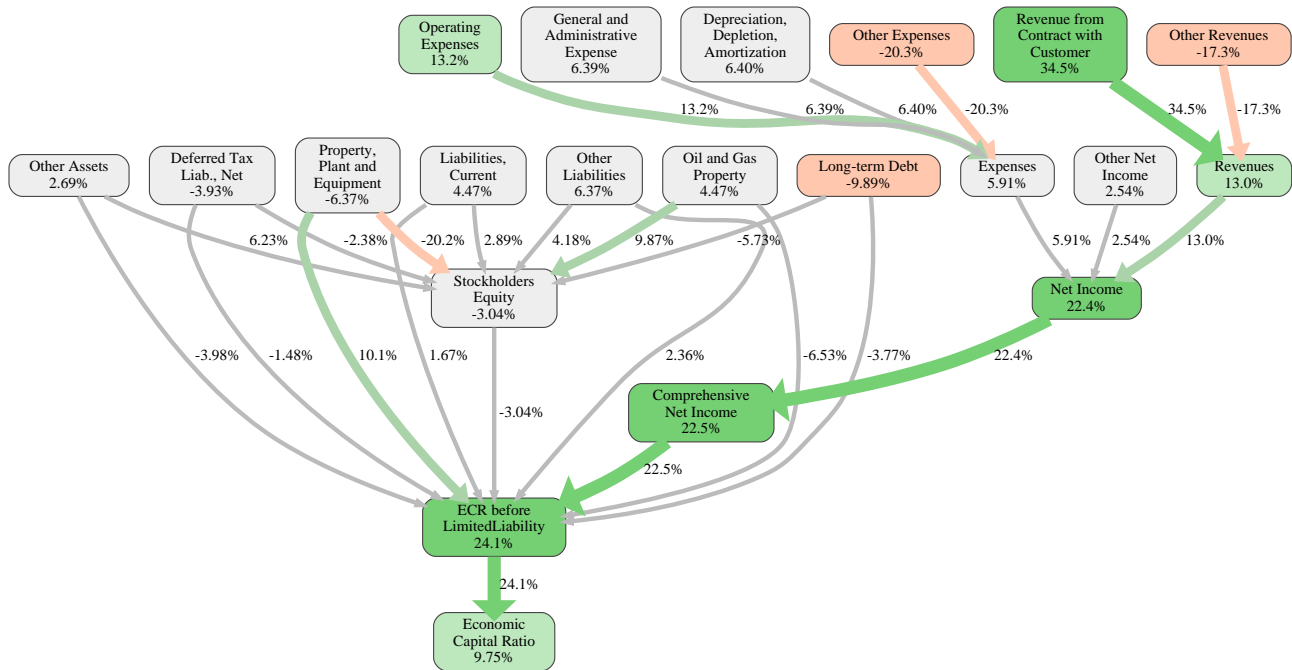 Operating
Expenses
13.2%
General and
Administrative
Expense
6.39%
Depreciation,
Depletion,
Amortization
6.40%
Other Expenses
-20.3%
Revenue from
Contract with
Customer
34.5%
Other Revenues
-17.3%
13.2%
6.39%
6.40%
-20.3%
34.5%
-17.3%
Other Assets
2.69%
Deferred Tax
Liab., Net
-3.93%
Property,
Plant and
Equipment
-6.37%
Liabilities,
Current
4.47%
Other
Liabilities
6.37%
Oil and Gas
Property
4.47%
Long-term Debt
-9.89%
Expenses
5.91%
Other Net
Income
2.54%
Revenues
13.0%
6.23%
-2.38%
-20.2%
2.89%
4.18%
9.87%
-5.73%
5.91%
2.54%
13.0%
Stockholders
Equity
-3.04%
Net Income
22.4%
-3.98%
-1.48%
10.1%
1.67%
2.36%
-6.53%
-3.77%
22.4%
-3.04%
Comprehensive
Net Income
22.5%
22.5%
ECR before
LimitedLiability
24.1%
24.1%
Economic
Capital Ratio
9.75%